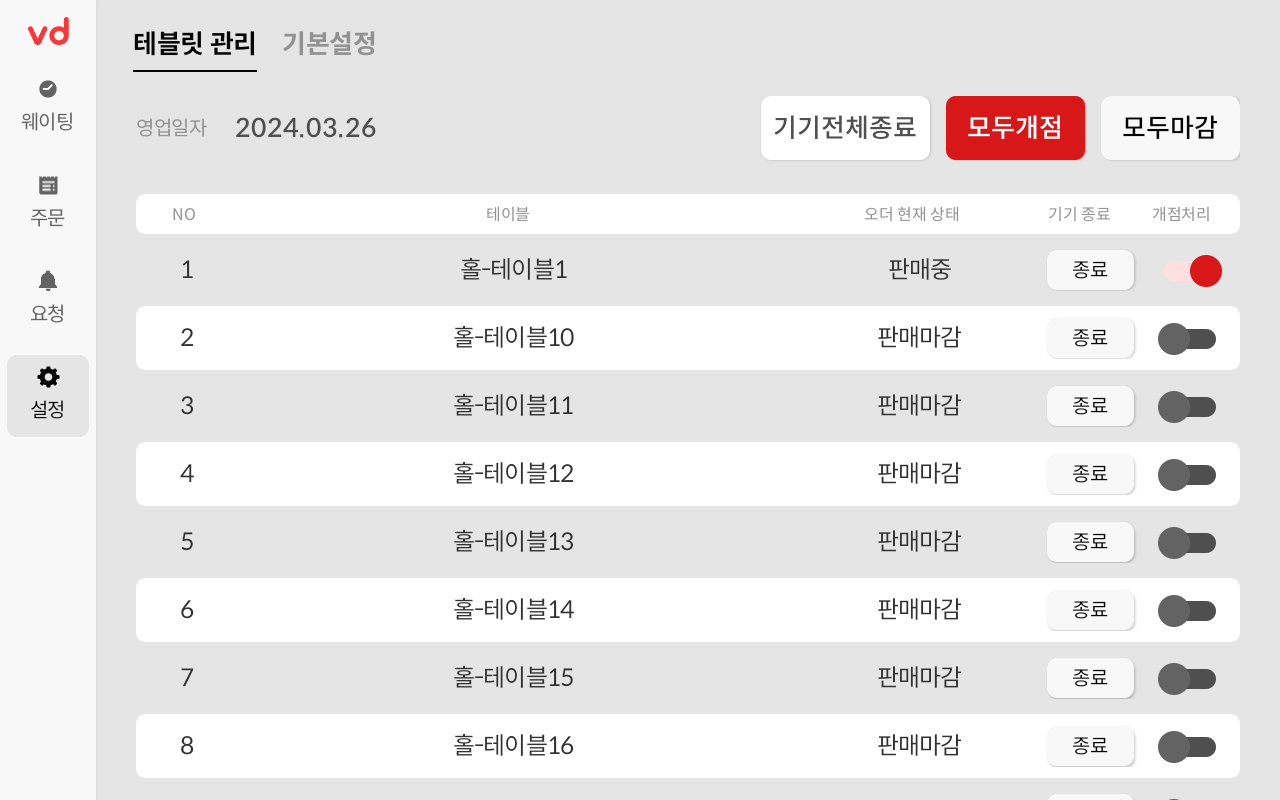 vd
테블릿 관리 기본설정
웨이팅
영업일자 2024.03.26 기기전체종료 모두개점 모두마감
주문
요청
설정
NO 테이블 오더 현재 상태 기기 종료 개점처리
1 홀-테이블1 판매중 종료
2 홀-테이블10 판매마감 종료
3 홀-테이블11 판매마감 종료
4 홀-테이블12 판매마감 종료
5 홀-테이블13 판매마감 종료
6 홀-테이블14 판매마감 종료
7 홀-테이블15 판매마감 종료
8 홀-테이블16 판매마감 종료